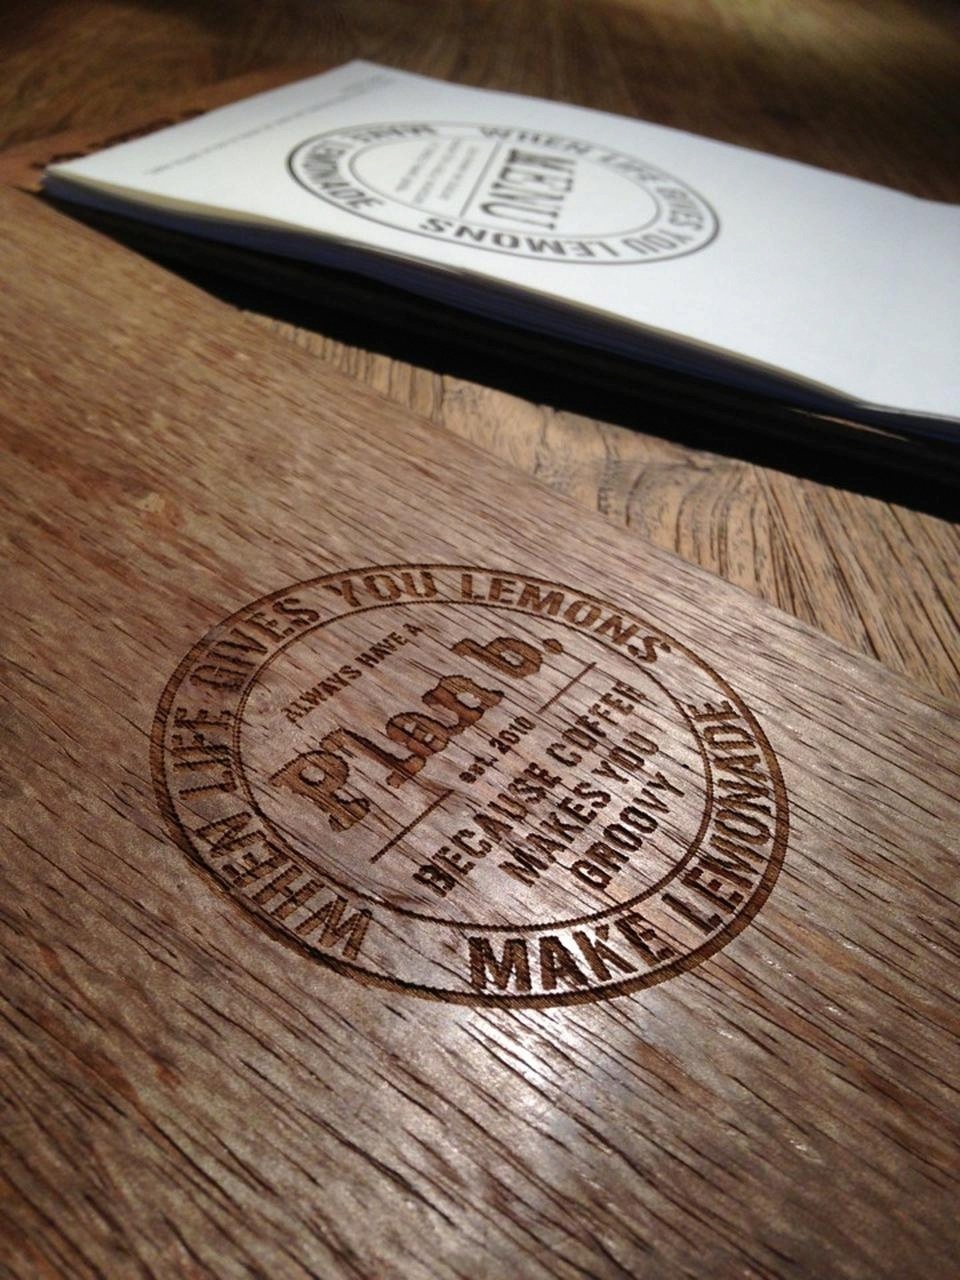 WHEN LIFE GIVES YOU LEMONS
MAKE LEMONADE
MENU
WHEN LIFE GIVES YOU LEMONS
MAKE LEMONADE
ALWAYS HAVE A
Plan b.
est. 2010
BECAUSE COFFEE
MAKES YOU
GROOVY